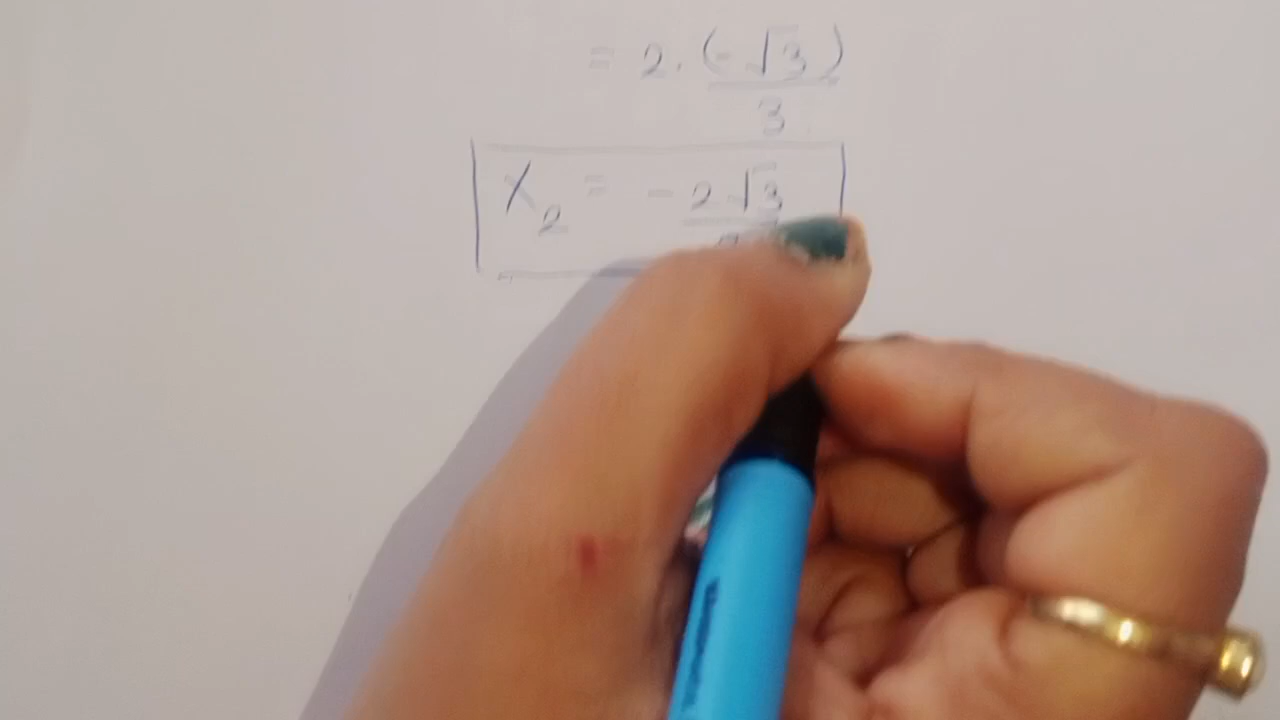 = 2. (-√3)/3
X₂ = -2√3